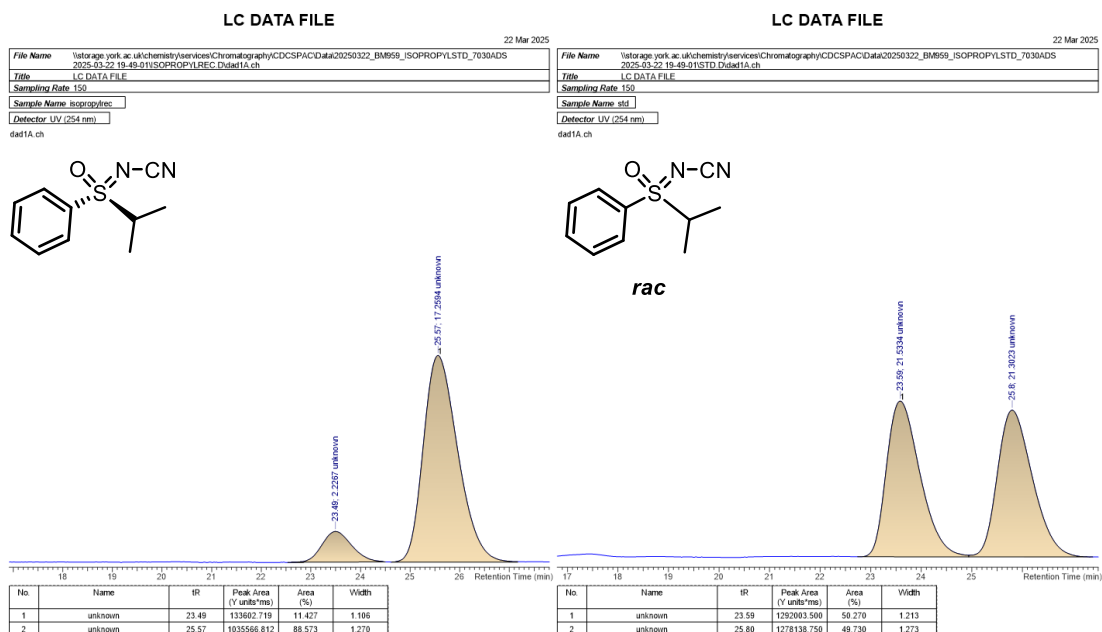 LC DATA FILE
22 Mar 2025
File Name \\storage.york.ac.uk\chemistry\services\Chromatography\CDCSPAC\Data\20250322_BM959_ISOPROPYLSTD_7030ADS
2025-03-22 19-49-01\ISOPROPYLREC.D\dad1A.ch
Title LC DATA FILE
Sampling Rate 150
Sample Name isopropylrec
Detector UV (254 nm)
dad1A.ch
O N–CN
S
23.49; 2.2267 unknown
25.57; 17.2594 unknown
18 19 20 21 22 23 24 25 26 Retention Time (min)
No. Name tR Peak Area (Y units*ms) Area (%) Width
1 unknown 23.49 133602.719 11.427 1.106
2 unknown 25.57 1035566.812 88.573 1.270
LC DATA FILE
22 Mar 2025
File Name \\storage.york.ac.uk\chemistry\services\Chromatography\CDCSPAC\Data\20250322_BM959_ISOPROPYLSTD_7030ADS
2025-03-22 19-49-01\STD.D\dad1A.ch
Title LC DATA FILE
Sampling Rate 150
Sample Name std
Detector UV (254 nm)
dad1A.ch
O N–CN
S
rac
23.59; 21.5334 unknown
25.8; 21.3023 unknown
17 18 19 20 21 22 23 24 25 Retention Time (min)
No. Name tR Peak Area (Y units*ms) Area (%) Width
1 unknown 23.59 1292003.500 50.270 1.213
2 unknown 25.80 1278138.750 49.730 1.273